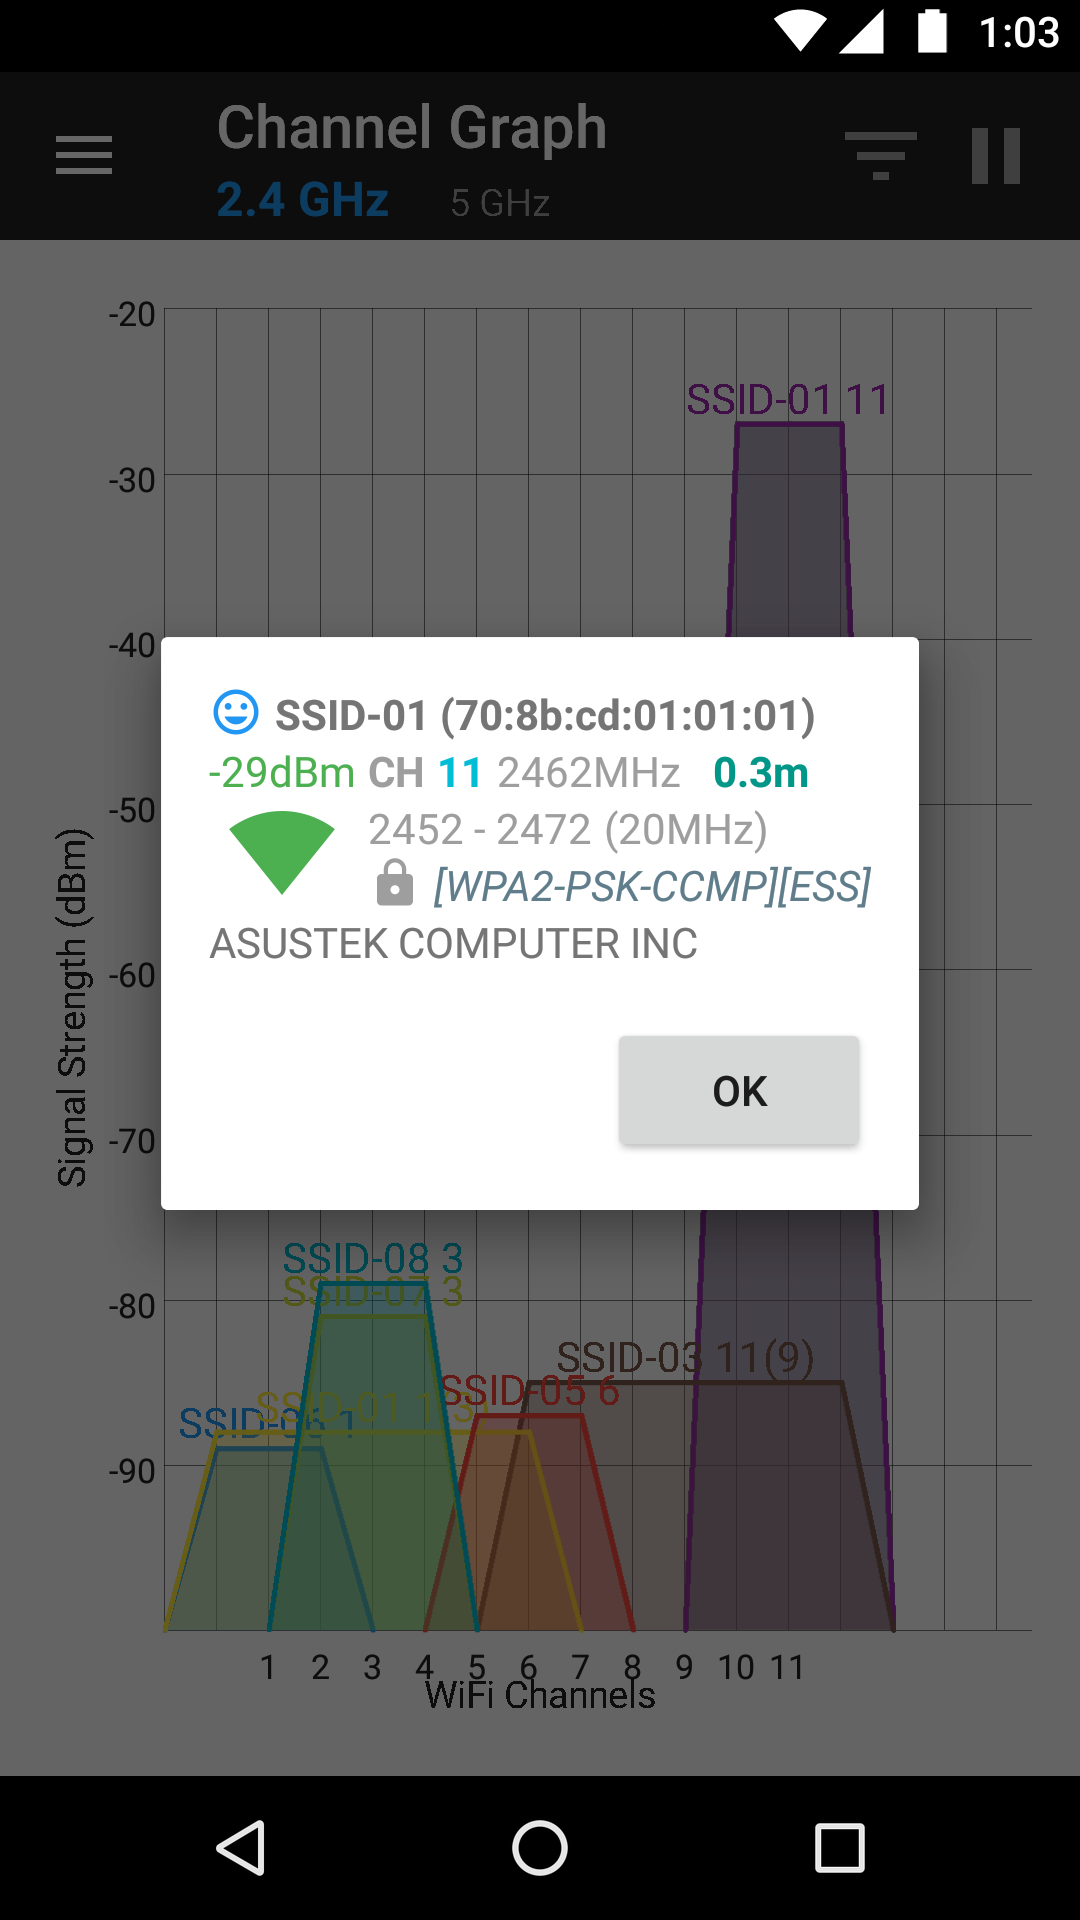 1:03
Channel Graph
2.4 GHz 5 GHz
-20
SSID-01 11
-30
-40
SSID-01 (70:8b:cd:01:01:01)
-29dBm CH 11 2462MHz 0.3m
2452 - 2472 (20MHz)
[WPA2-PSK-CCMP][ESS]
ASUSTEK COMPUTER INC
OK
-50
-60
-70
Signal Strength (dBm)
SSID-08 3
SSID-07 3
-80
SSID-03 11(9)
SSID-05 6
SSID-01
SSID-06 1
-90
1 2 3 4 5 6 7 8 9 10 11
WiFi Channels